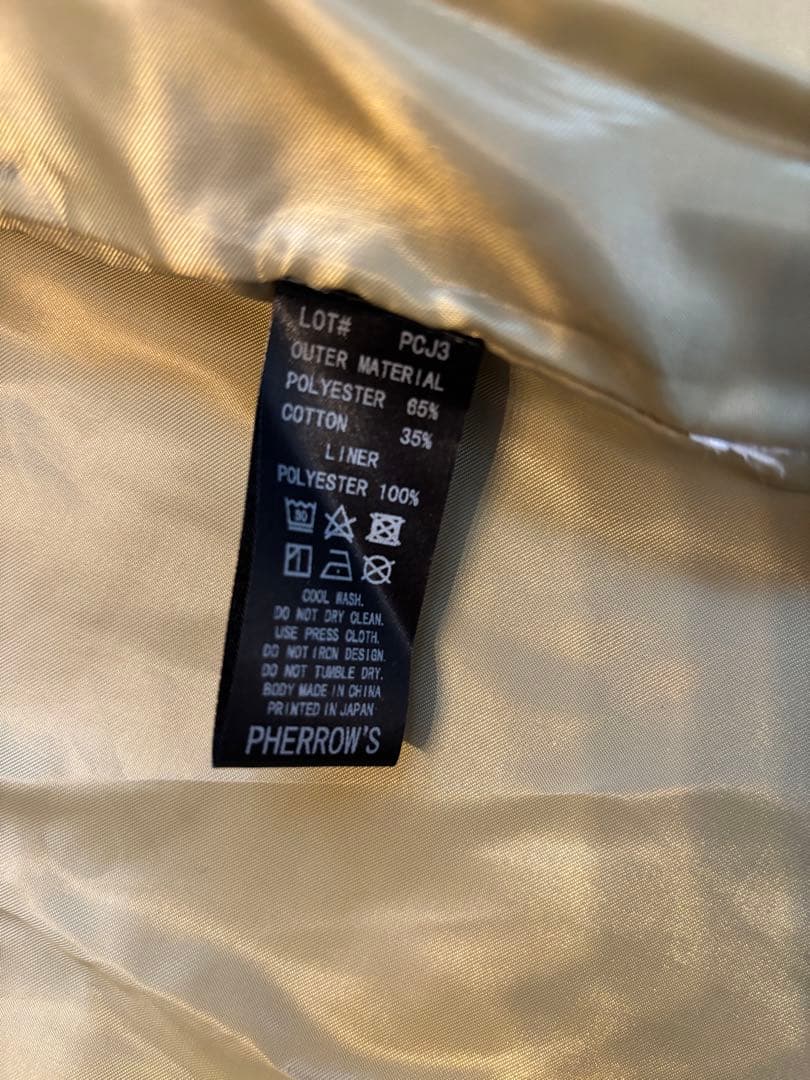 LOT# PCJ3
OUTER MATERIAL
POLYESTER 65%
COTTON 35%
LINER
POLYESTER 100%
30
COOL WASH.
DO NOT DRY CLEAN.
USE PRESS CLOTH.
DO NOT IRON DESIGN.
DO NOT TUMBLE DRY.
BODY MADE IN CHINA
PRINTED IN JAPAN
PHERROW'S